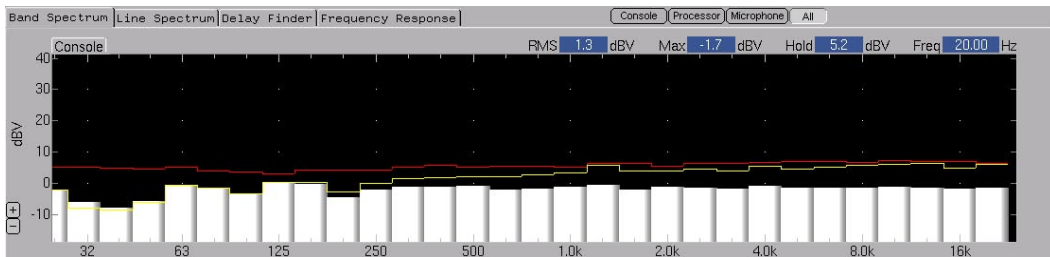 Band Spectrum Line Spectrum Delay Finder Frequency Response Console Processor Microphone All
Console RMS 1.3 dBV Max -1.7 dBV Hold 5.2 dBV Freq 20.00 Hz
40
30
20
dBV
10
0
+
-10
−
32 63 125 250 500 1.0k 2.0k 4.0k 8.0k 16k